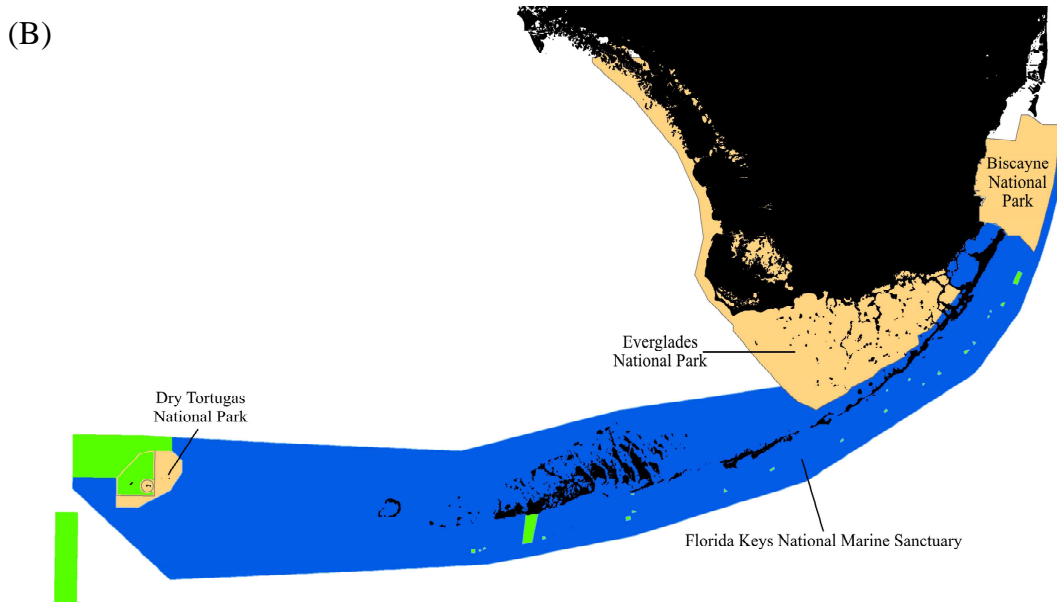 (B)
Biscayne
National
Park
Everglades
National Park
Dry Tortugas
National Park
Florida Keys National Marine Sanctuary